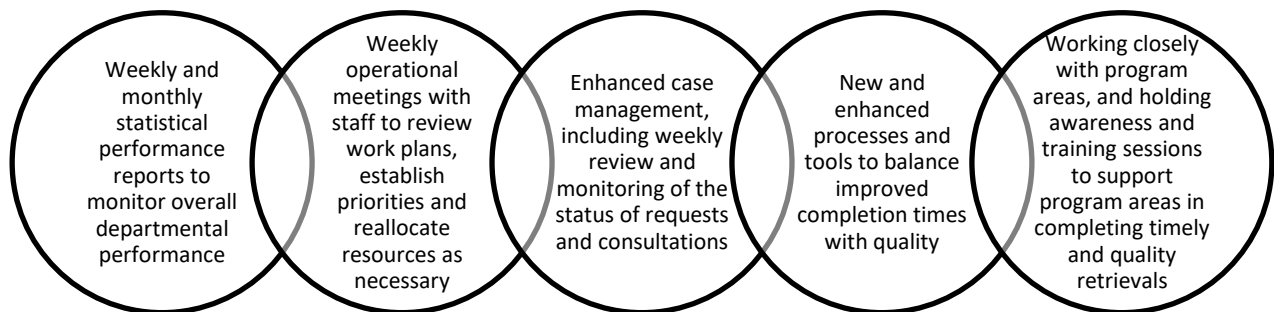 Weekly and
monthly
statistical
performance
reports to
monitor overall
departmental
performance
Weekly
operational
meetings with
staff to review
work plans,
establish
priorities and
reallocate
resources as
necessary
Enhanced case
management,
including weekly
review and
monitoring of the
status of requests
and consultations
New and
enhanced
processes and
tools to balance
improved
completion times
with quality
Working closely
with program
areas, and holding
awareness and
training sessions
to support
program areas in
completing timely
and quality
retrievals